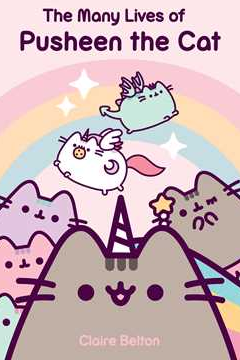 The Many Lives of
Pusheen the Cat
Claire Belton